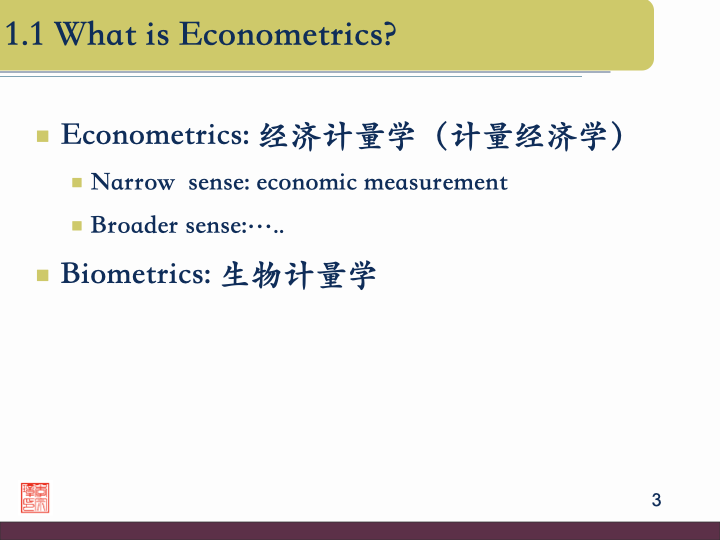 1.1 What is Econometrics?
Econometrics: 经济计量学（计量经济学）
Narrow sense: economic measurement
Broader sense:…..
Biometrics: 生物计量学
3